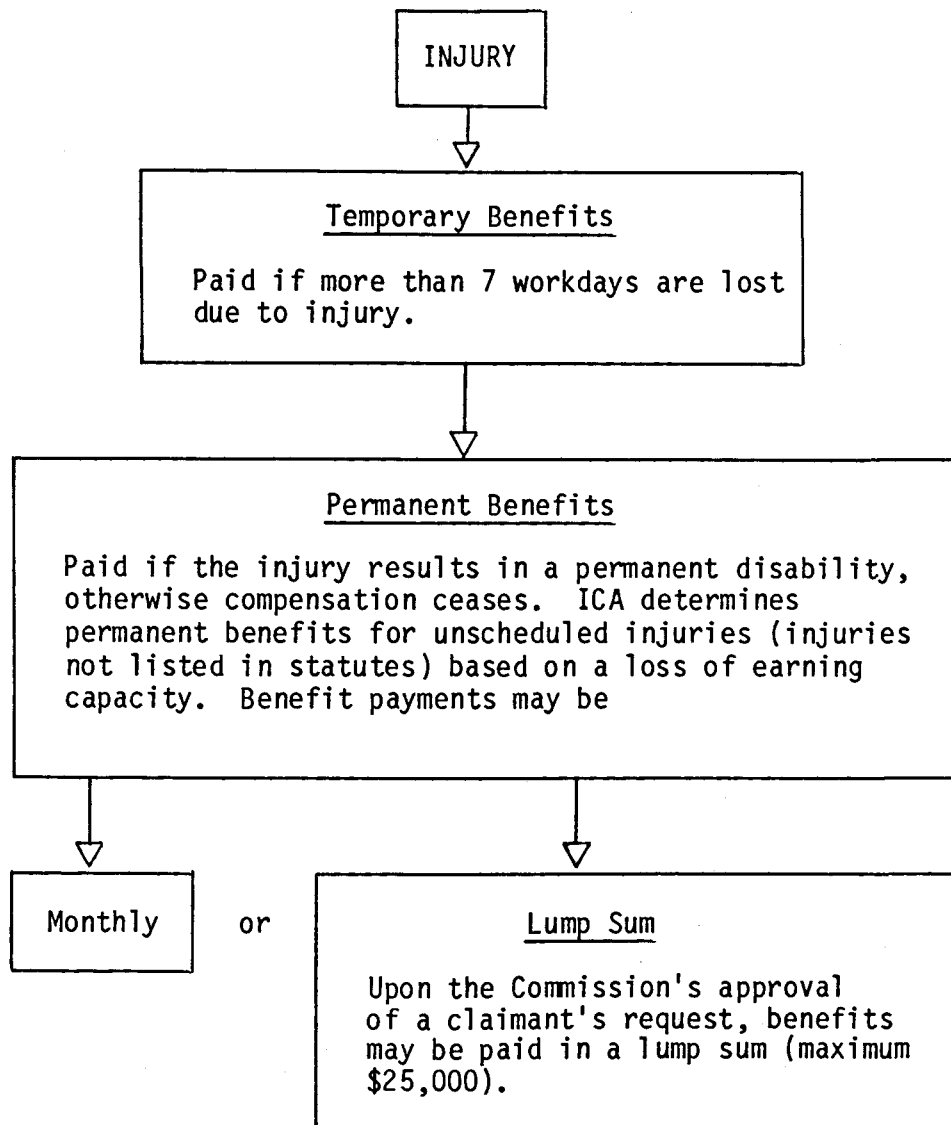 INJURY
Temporary Benefits
Paid if more than 7 workdays are lost
due to injury.
Permanent Benefits
Paid if the injury results in a permanent disability,
otherwise compensation ceases.  ICA determines
permanent benefits for unscheduled injuries (injuries
not listed in statutes) based on a loss of earning
capacity.  Benefit payments may be
Monthly or Lump Sum
Upon the Commission's approval
of a claimant's request, benefits
may be paid in a lump sum (maximum
$25,000).